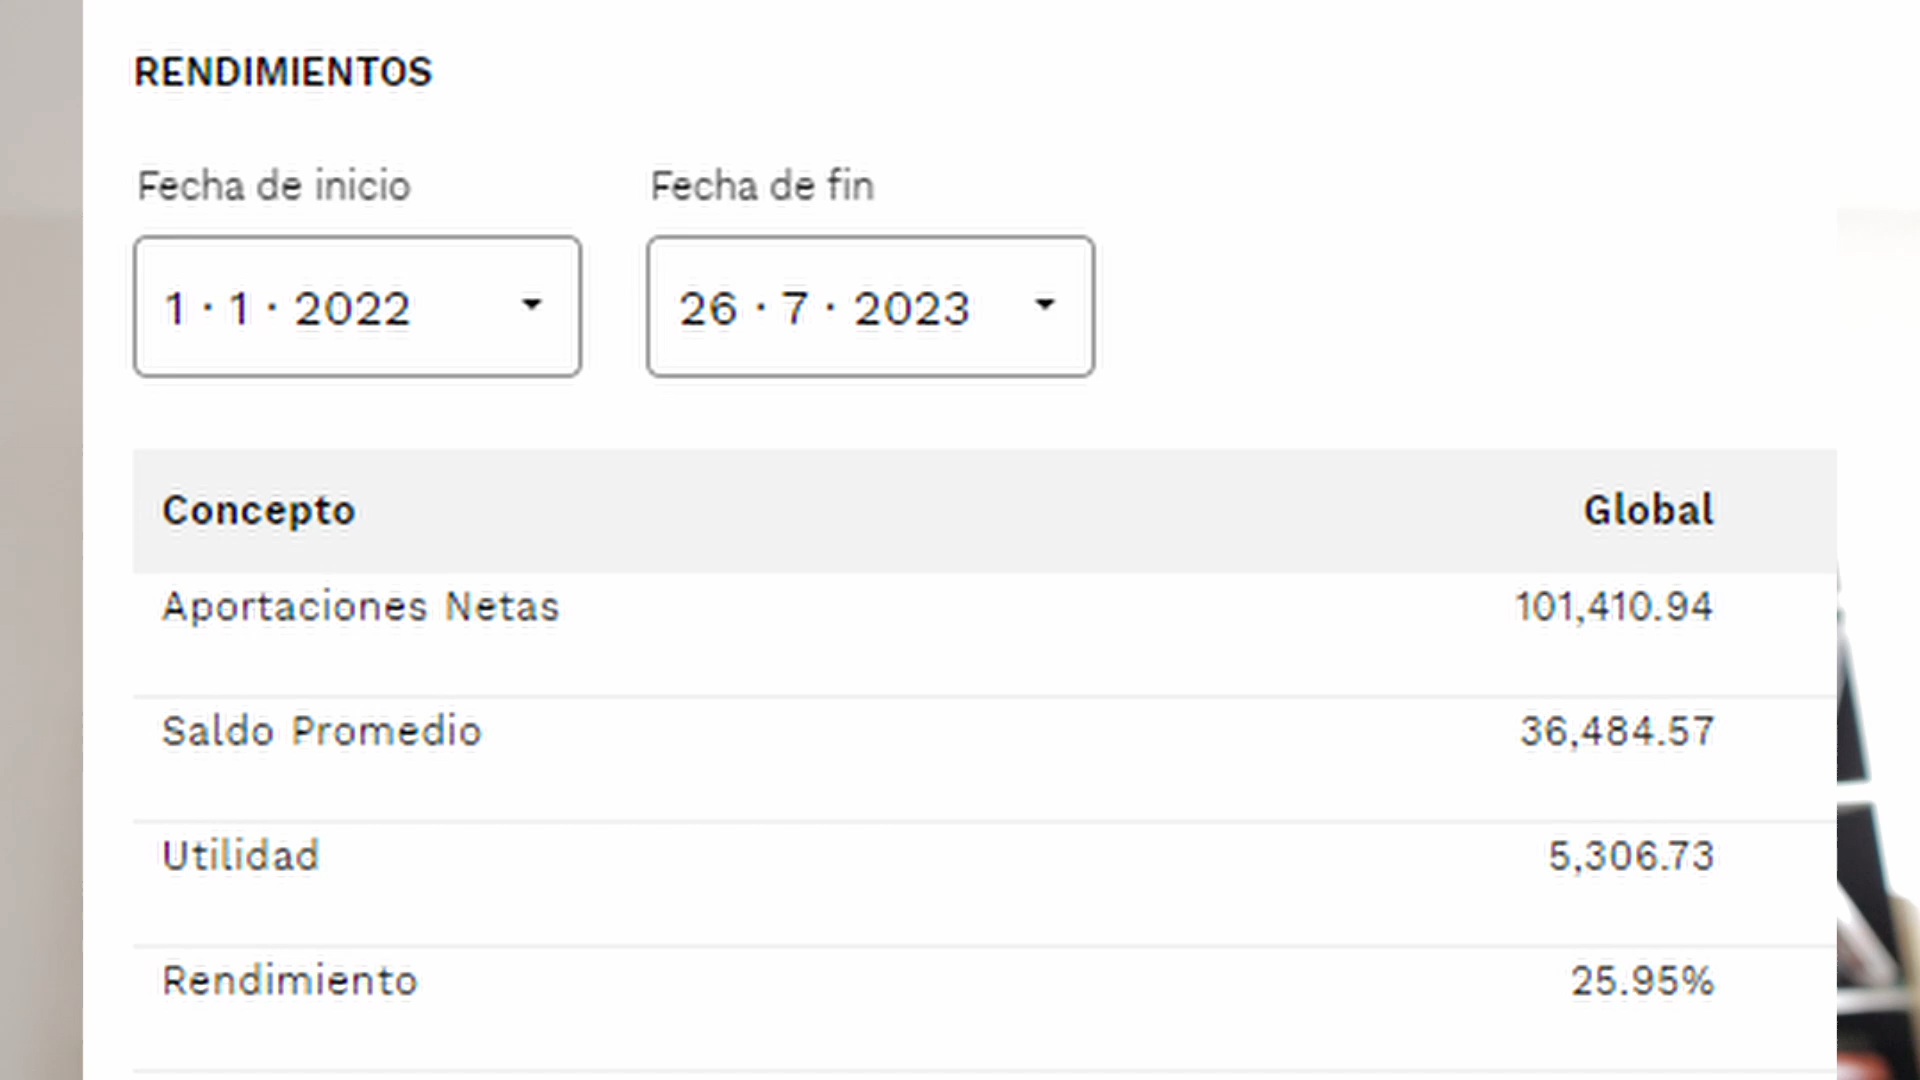 RENDIMIENTOS
Fecha de inicio Fecha de fin
1 · 1 · 2022 26 · 7 · 2023
Concepto Global
Aportaciones Netas 101,410.94
Saldo Promedio 36,484.57
Utilidad 5,306.73
Rendimiento 25.95%